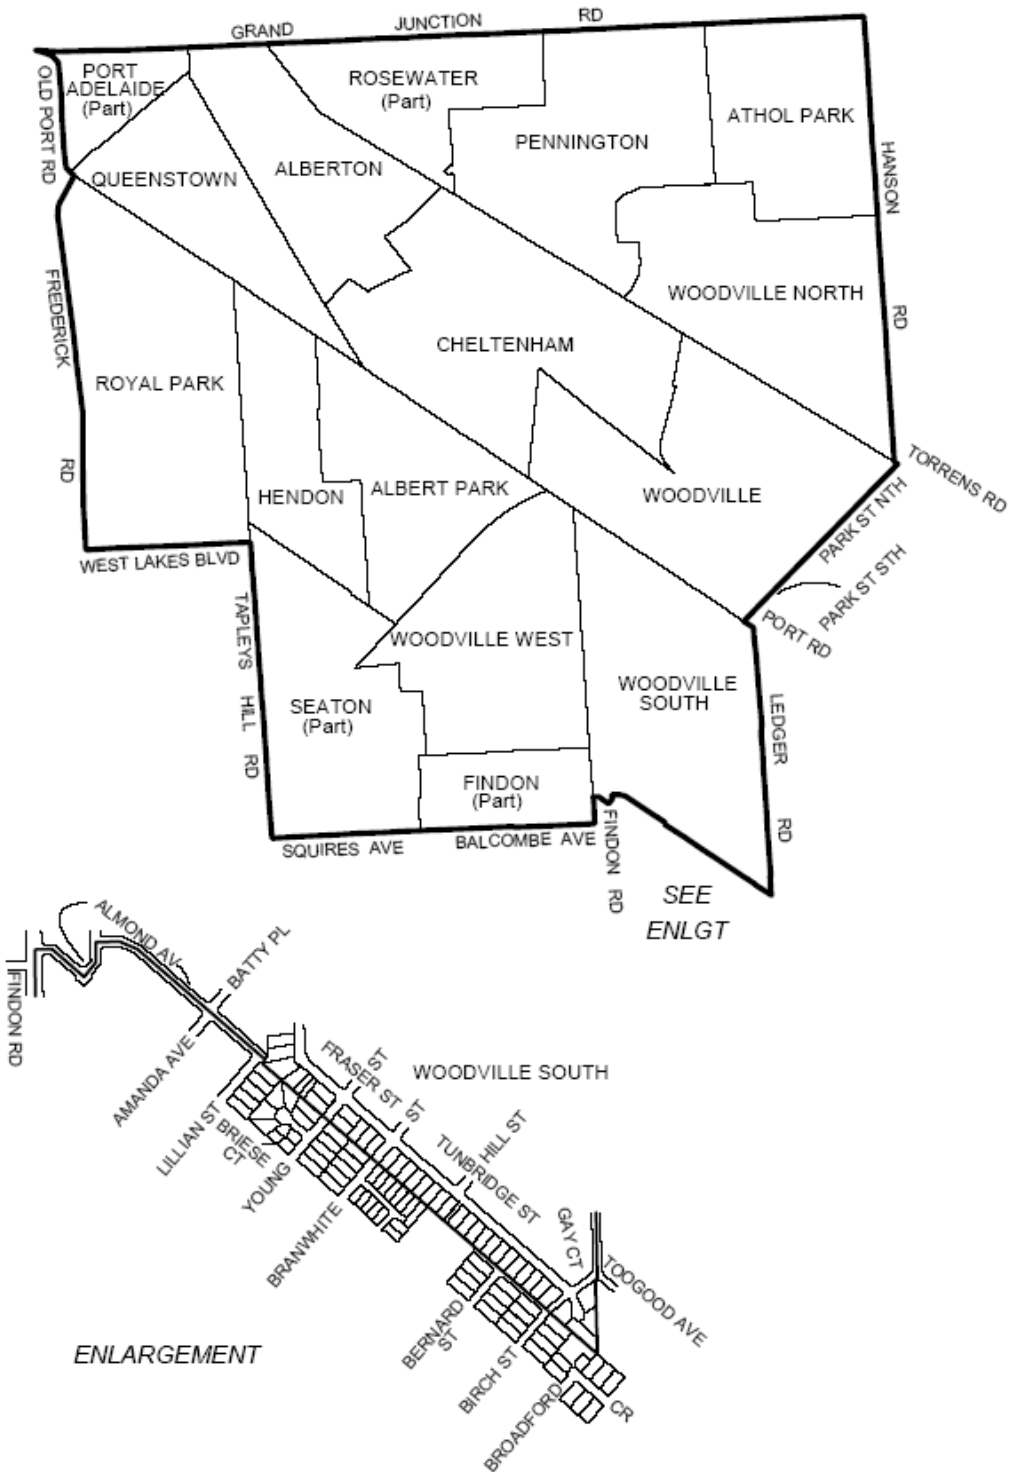 GRAND JUNCTION RD
OLD PORT RD
PORT
ADELAIDE
(Part)
ROSEWATER
(Part)
PENNINGTON
ATHOL PARK
HANSON RD
QUEENSTOWN
ALBERTON
WOODVILLE NORTH
FREDERICK RD
ROYAL PARK
CHELTENHAM
HENDON
ALBERT PARK
WOODVILLE
TORRENS RD
PARK ST NTH
PARK ST STH
PORT RD
WEST LAKES BLVD
TAPLEYS HILL RD
WOODVILLE WEST
WOODVILLE
SOUTH
LEDGER RD
SEATON
(Part)
FINDON
(Part)
SQUIRES AVE
BALCOMBE AVE
FINDON RD
SEE
ENLGT
ALMOND AV
BATTY PL
FINDON RD
AMANDA AVE
LILLIAN ST
BRIESE
CT
YOUNG
ST
FRASER ST
WOODVILLE SOUTH
BRANWHITE
ST
HILL ST
TUNBRIDGE ST
GAY CT
TOOGOOD AVE
BERNARD
ST
BIRCH ST
BROADFORD
CR
ENLARGEMENT